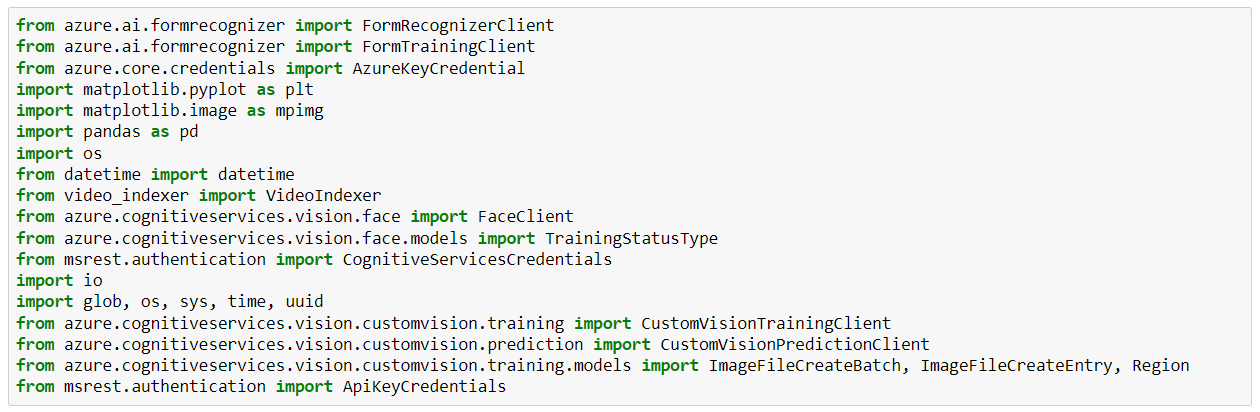 from azure.ai.formrecognizer import FormRecognizerClient
from azure.ai.formrecognizer import FormTrainingClient
from azure.core.credentials import AzureKeyCredential
import matplotlib.pyplot as plt
import matplotlib.image as mpimg
import pandas as pd
import os
from datetime import datetime
from video_indexer import VideoIndexer
from azure.cognitiveservices.vision.face import FaceClient
from azure.cognitiveservices.vision.face.models import TrainingStatusType
from msrest.authentication import CognitiveServicesCredentials
import io
import glob, os, sys, time, uuid
from azure.cognitiveservices.vision.customvision.training import CustomVisionTrainingClient
from azure.cognitiveservices.vision.customvision.prediction import CustomVisionPredictionClient
from azure.cognitiveservices.vision.customvision.training.models import ImageFileCreateBatch, ImageFileCreateEntry, Region
from msrest.authentication import ApiKeyCredentials